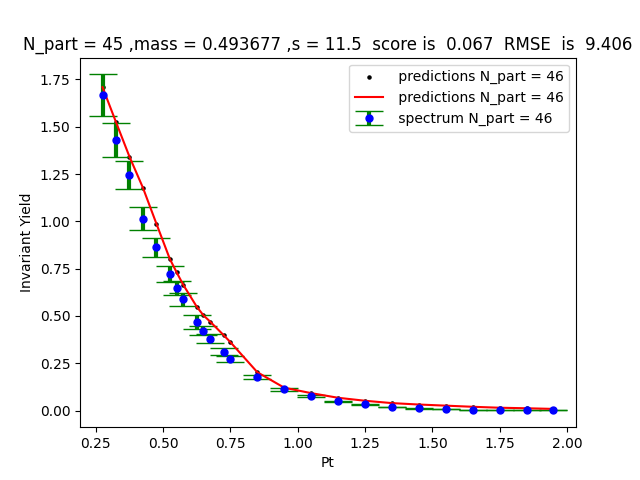 N_part = 45 ,mass = 0.493677 ,s = 11.5  score is  0.067  RMSE  is  9.406
predictions N_part = 46
predictions N_part = 46
spectrum N_part = 46
Invariant Yield
1.75
1.50
1.25
1.00
0.75
0.50
0.25
0.00
0.25 0.50 0.75 1.00 1.25 1.50 1.75 2.00
Pt